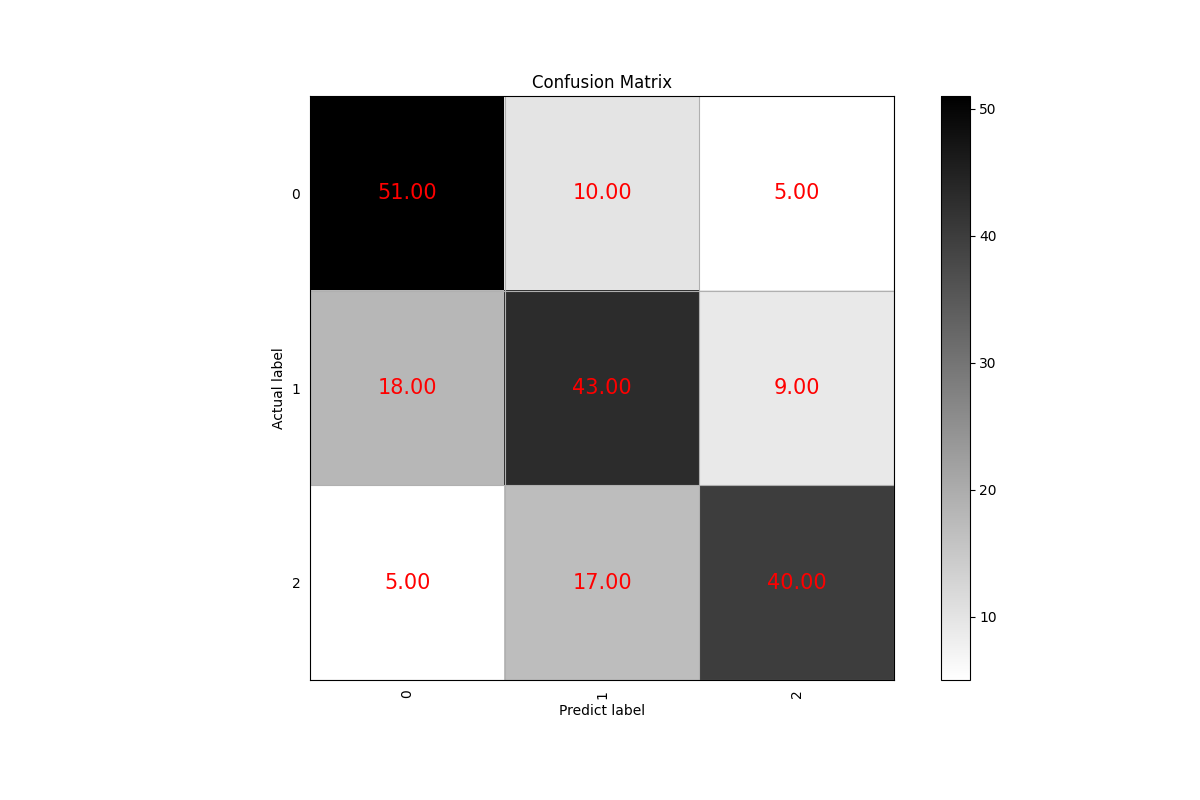 Confusion Matrix
0 51.00 10.00 5.00
1 18.00 43.00 9.00
2 5.00 17.00 40.00
0 1 2
Predict label
Actual label
50
40
30
20
10